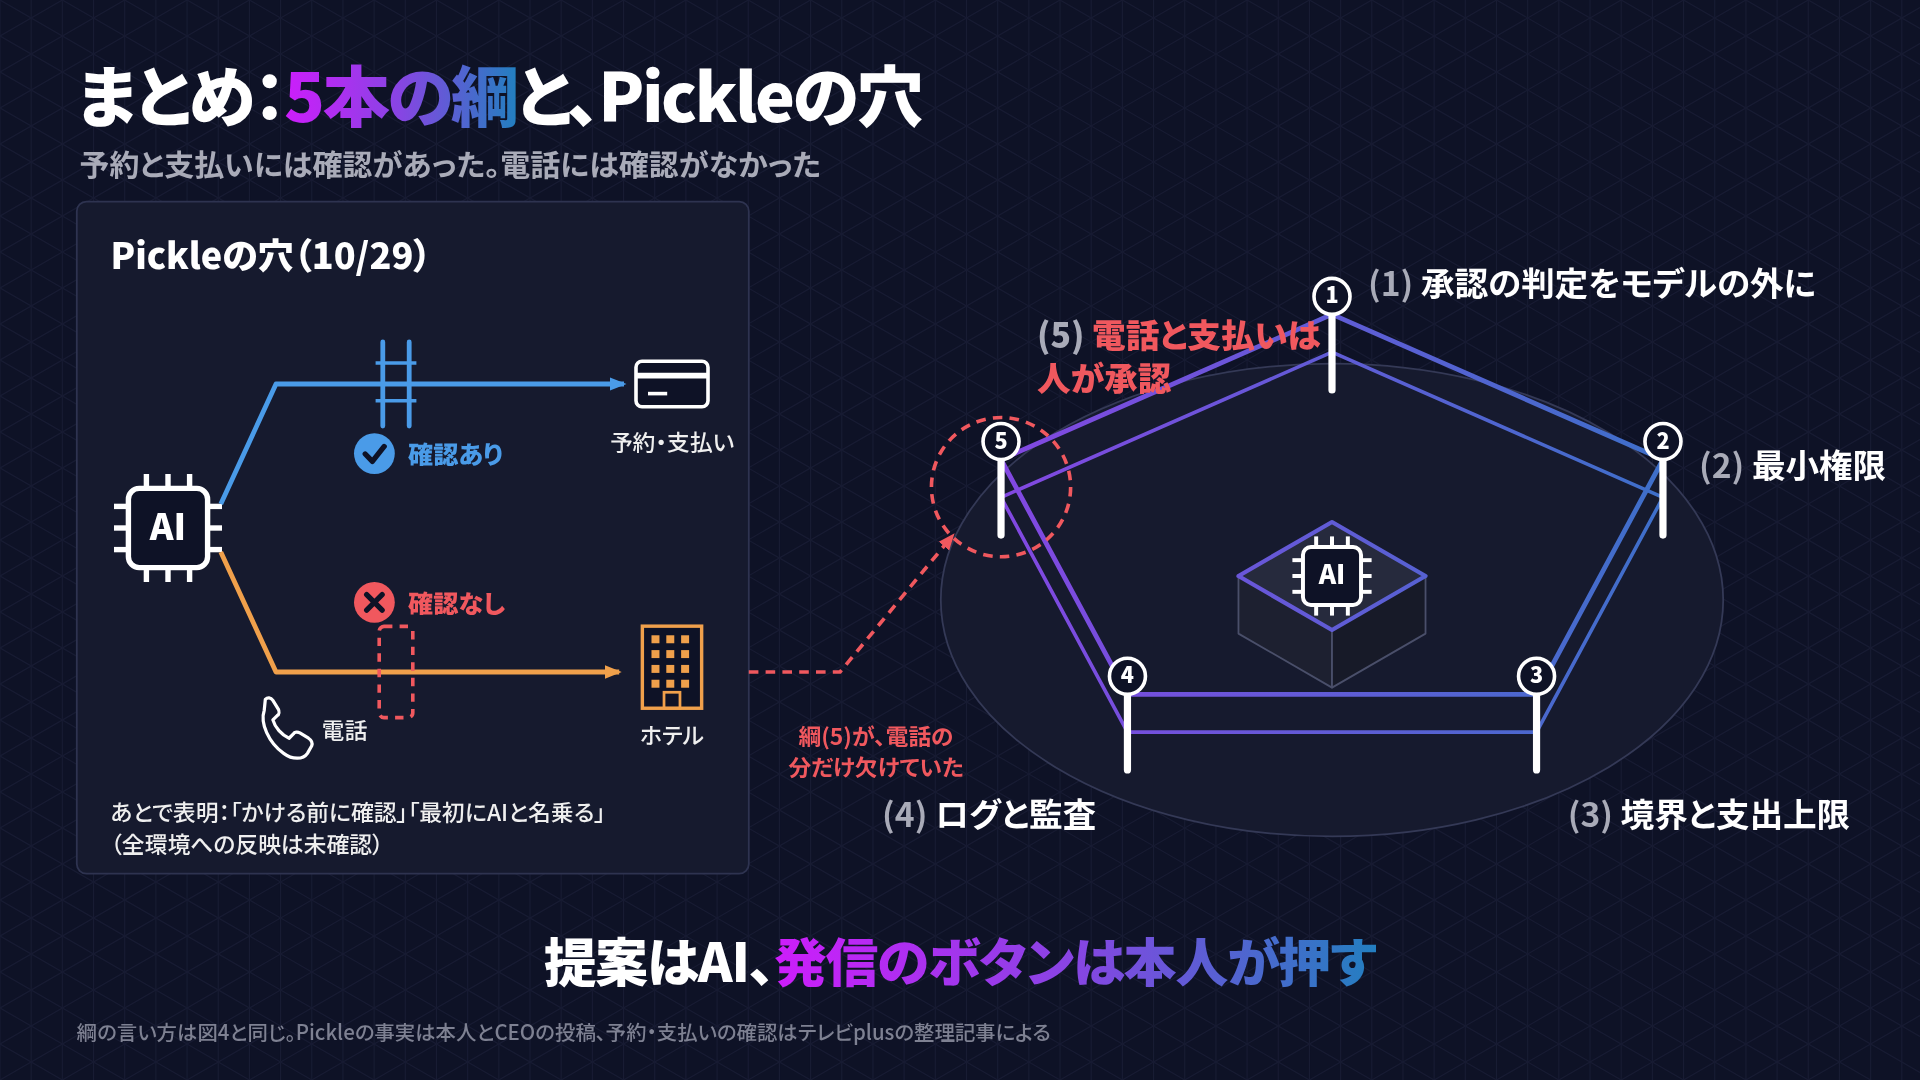 まとめ：5本の綱と、Pickleの穴
予約と支払いには確認があった。電話には確認がなかった
Pickleの穴（10/29）
AI
確認あり
予約・支払い
確認なし
電話
ホテル
あとで表明：「かける前に確認」「最初にAIと名乗る」
（全環境への反映は未確認）
綱(5)が、電話の
分だけ欠けていた
1
(1) 承認の判定をモデルの外に
(5) 電話と支払いは
人が承認
5
2
(2) 最小権限
AI
4
3
(4) ログと監査
(3) 境界と支出上限
提案はAI、発信のボタンは本人が押す
綱の言い方は図4と同じ。Pickleの事実は本人とCEOの投稿、予約・支払いの確認はテレビplusの整理記事による